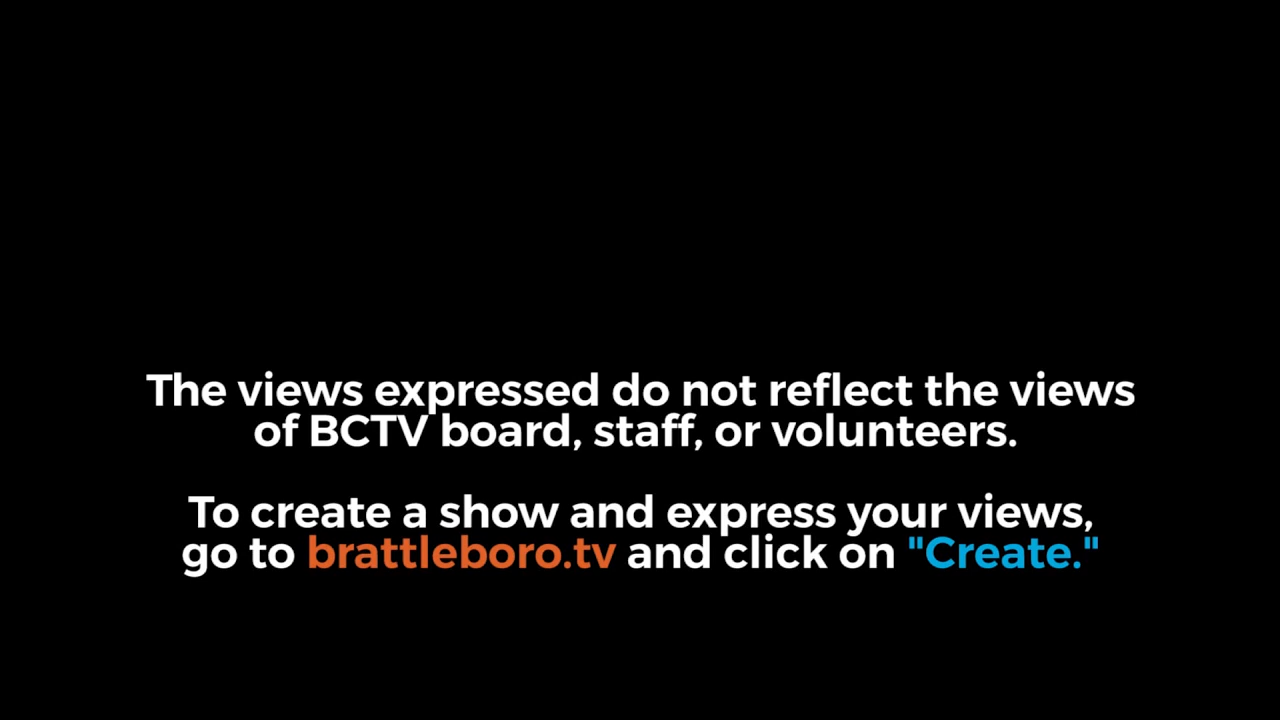 The views expressed do not reflect the views
of BCTV board, staff, or volunteers.
To create a show and express your views,
go to brattleboro.tv and click on "Create."